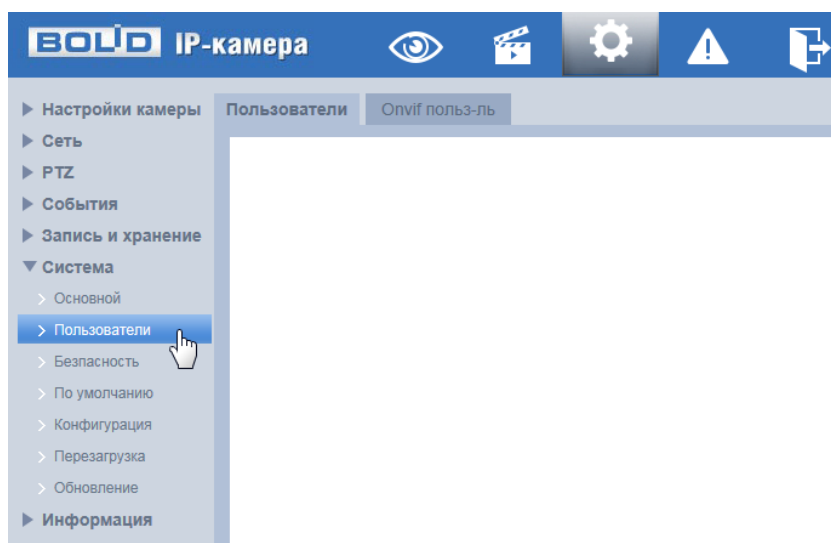 BOLID IP-камера
Настройки камеры
Сеть
PTZ
События
Запись и хранение
Система
Основной
Пользователи
Безпасность
По умолчанию
Конфигурация
Перезагрузка
Обновление
Информация
Пользователи
Onvif польз-ль